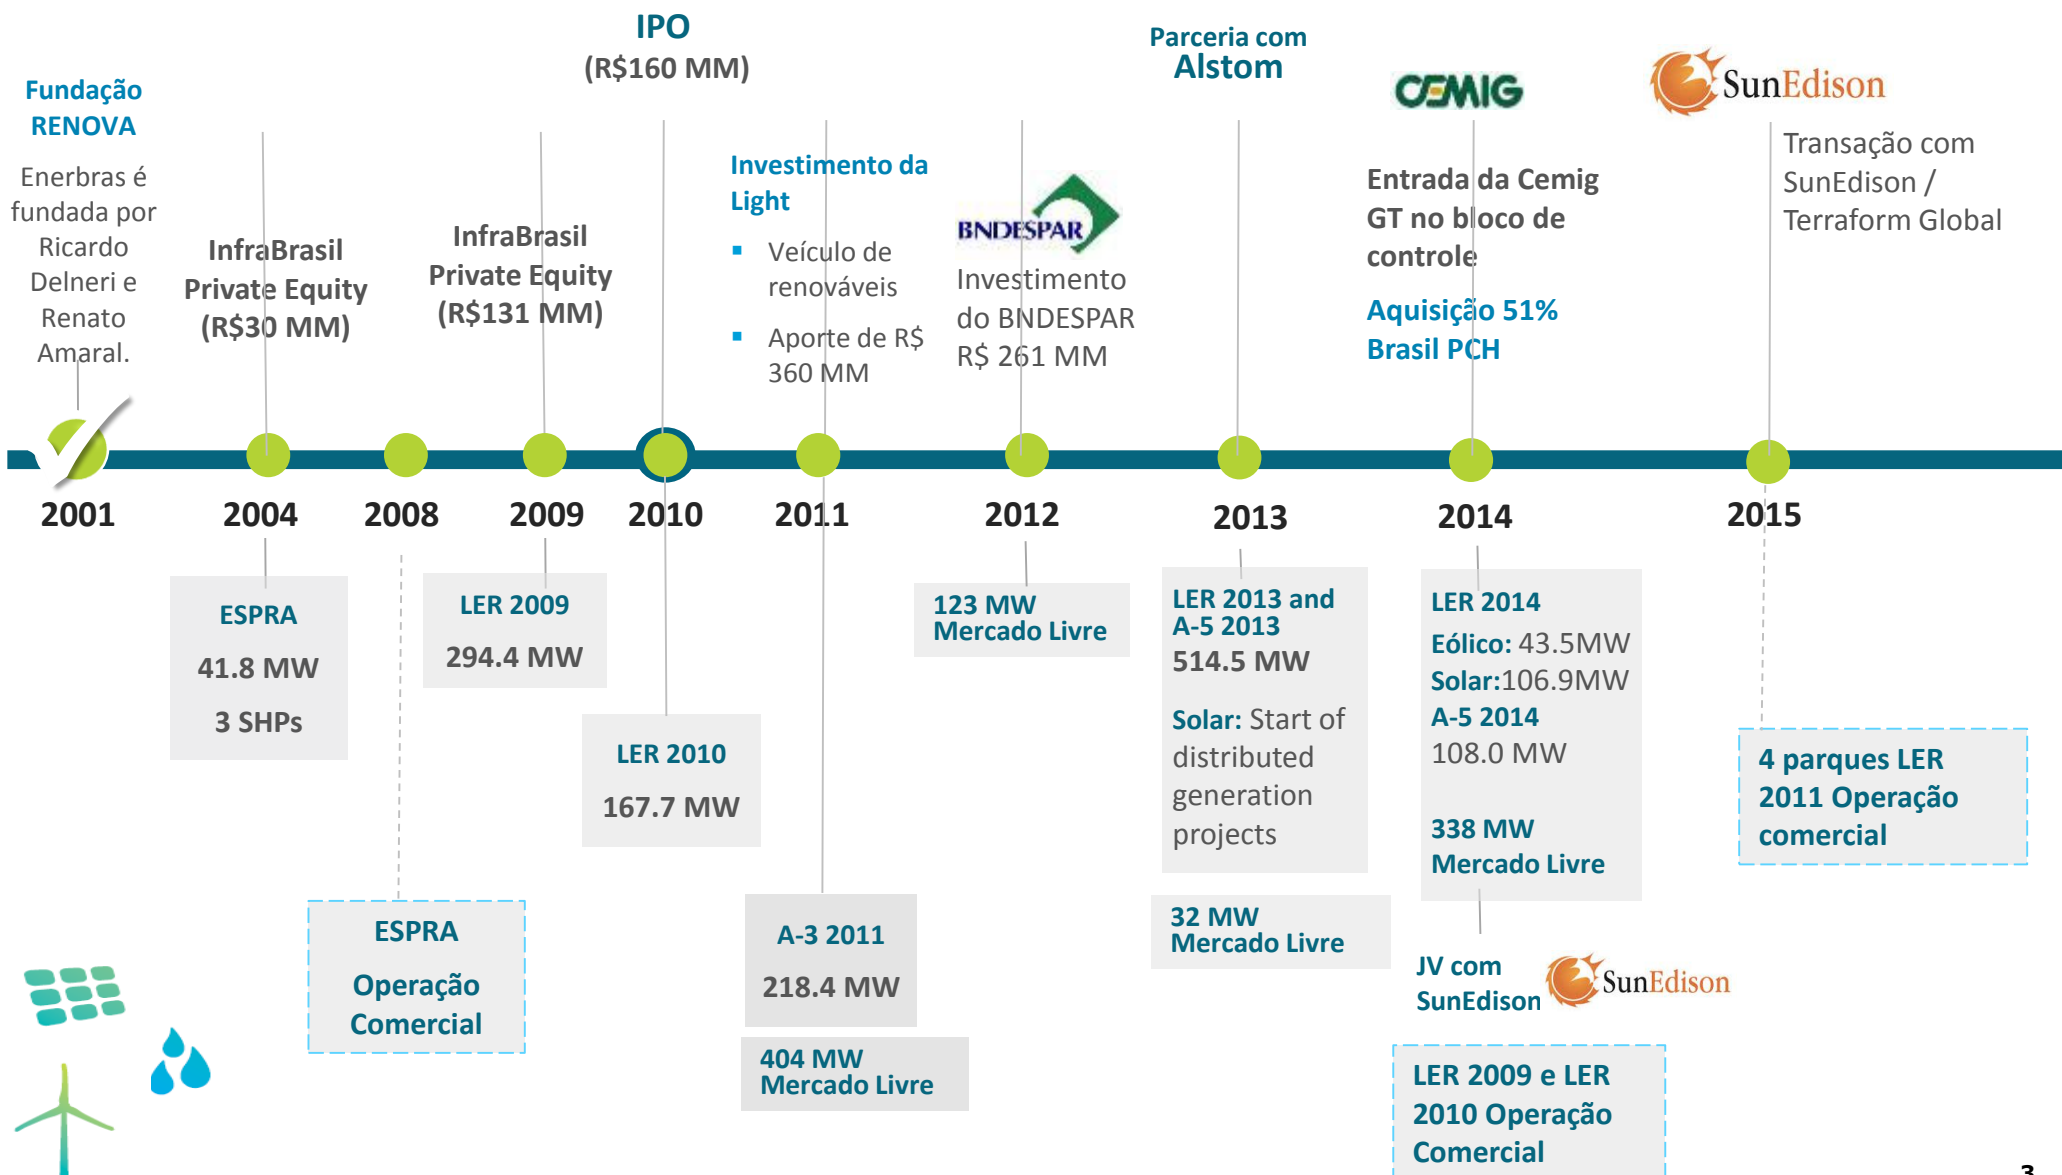 Fundação
RENOVA
Enerbras é
fundada por
Ricardo
Delneri e
Renato
Amaral.
InfraBrasil
Private Equity
(R$30 MM)
InfraBrasil
Private Equity
(R$131 MM)
IPO
(R$160 MM)
Investimento da
Light
▪ Veículo de
renováveis
▪ Aporte de R$
360 MM
BNDESPAR
Investimento
do BNDESPAR
R$ 261 MM
Parceria com
Alstom
CEMIG
Entrada da Cemig
GT no bloco de
controle
Aquisição 51%
Brasil PCH
SunEdison
Transação com
SunEdison /
Terraform Global
2001
2004
2008
2009
2010
2011
2012
2013
2014
2015
ESPRA
41.8 MW
3 SHPs
ESPRA
Operação
Comercial
LER 2009
294.4 MW
LER 2010
167.7 MW
A-3 2011
218.4 MW
404 MW
Mercado Livre
123 MW
Mercado Livre
LER 2013 and
A-5 2013
514.5 MW
Solar: Start of
distributed
generation
projects
32 MW
Mercado Livre
LER 2014
Eólico: 43.5MW
Solar:106.9MW
A-5 2014
108.0 MW
338 MW
Mercado Livre
JV com
SunEdison
SunEdison
LER 2009 e LER
2010 Operação
Comercial
4 parques LER
2011 Operação
comercial
3